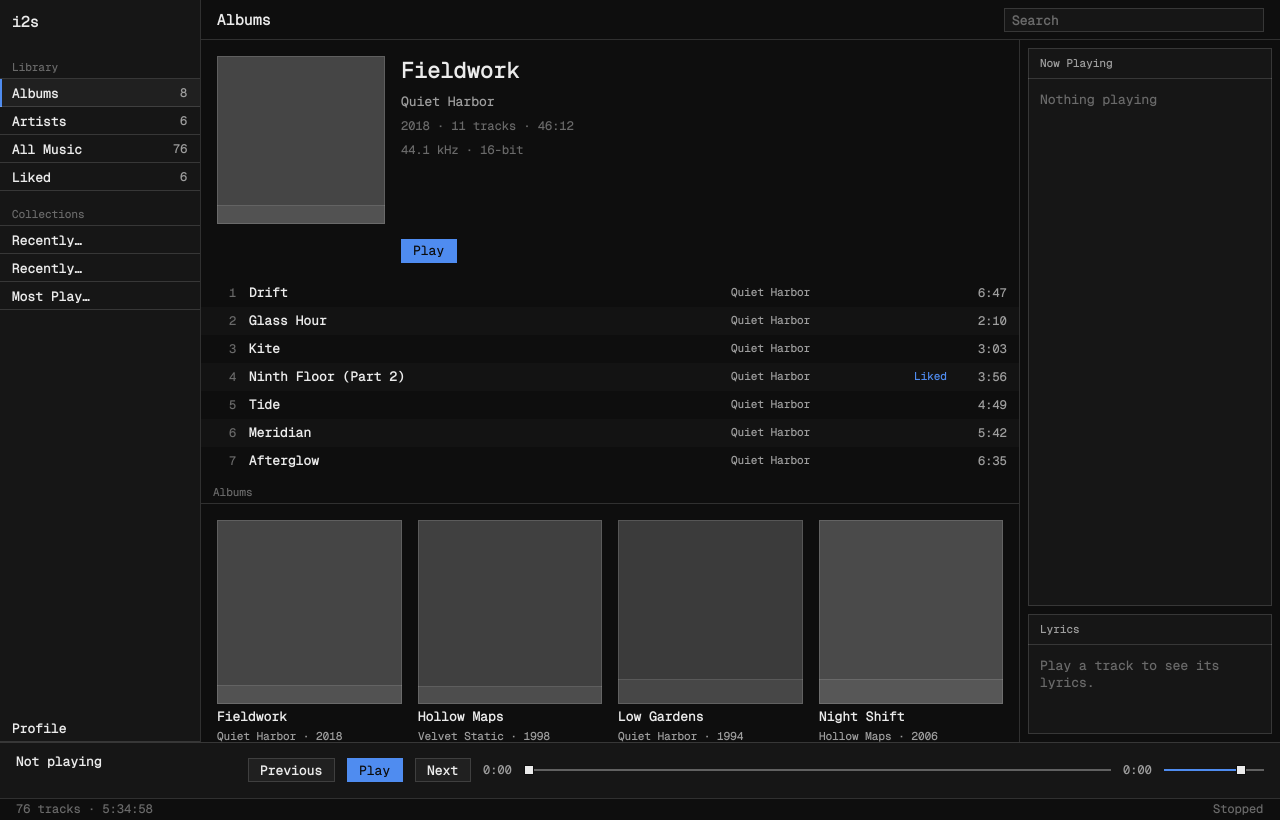 i2s
Library
Albums 8
Artists 6
All Music 76
Liked 6
Collections
Recently…
Recently…
Most Play…
Profile
Albums
Search
Fieldwork
Quiet Harbor
2018 · 11 tracks · 46:12
44.1 kHz · 16-bit
Play
1 Drift Quiet Harbor 6:47
2 Glass Hour Quiet Harbor 2:10
3 Kite Quiet Harbor 3:03
4 Ninth Floor (Part 2) Quiet Harbor Liked 3:56
5 Tide Quiet Harbor 4:49
6 Meridian Quiet Harbor 5:42
7 Afterglow Quiet Harbor 6:35
Albums
Fieldwork
Quiet Harbor · 2018
Hollow Maps
Velvet Static · 1998
Low Gardens
Quiet Harbor · 1994
Night Shift
Hollow Maps · 2006
Now Playing
Nothing playing
Lyrics
Play a track to see its
lyrics.
Not playing
Previous Play Next 0:00 0:00
76 tracks · 5:34:58
Stopped